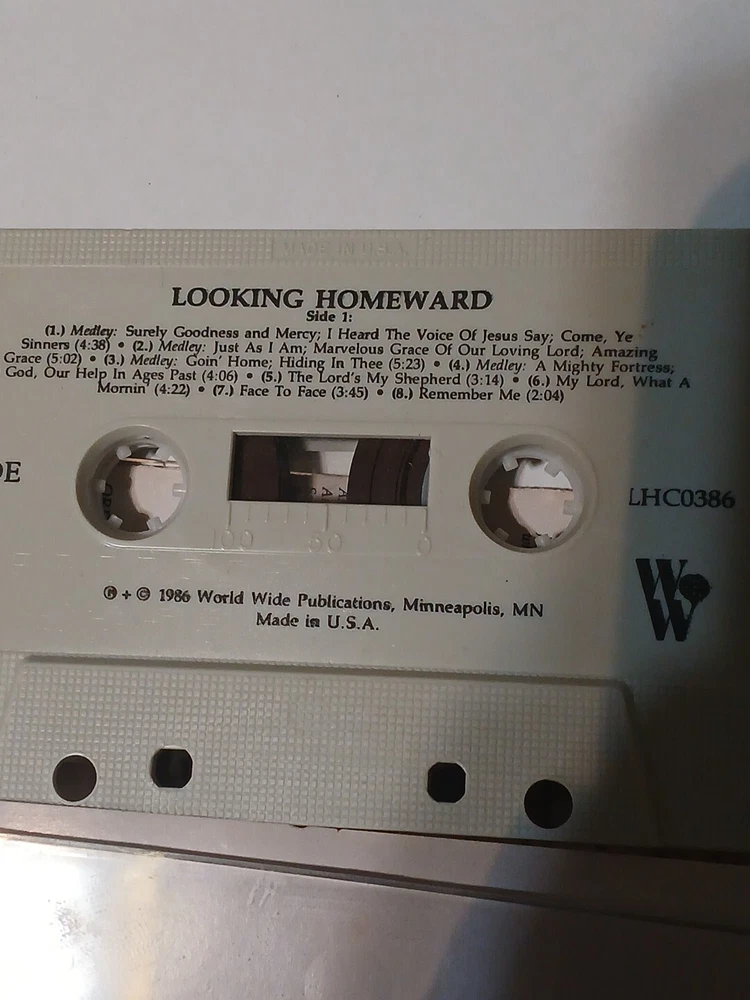 MADE IN U.S.A.
LOOKING HOMEWARD
Side 1:
(1.) Medley: Surely Goodness and Mercy; I Heard The Voice Of Jesus Say; Come, Ye
Sinners (4:38) • (2.) Medley: Just As I Am; Marvelous Grace Of Our Loving Lord; Amazing
Grace (5:02) • (3.) Medley: Goin' Home; Hiding In Thee (5:23) • (4.) Medley: A Mighty Fortress;
God, Our Help In Ages Past (4:06) • (5.) The Lord's My Shepherd (3:14) • (6.) My Lord, What A
Mornin' (4:22) • (7.) Face To Face (3:45) • (8.) Remember Me (2:04)
DE
LHC0386
100 50 0
WW
℗ + © 1986 World Wide Publications, Minneapolis, MN
Made in U.S.A.